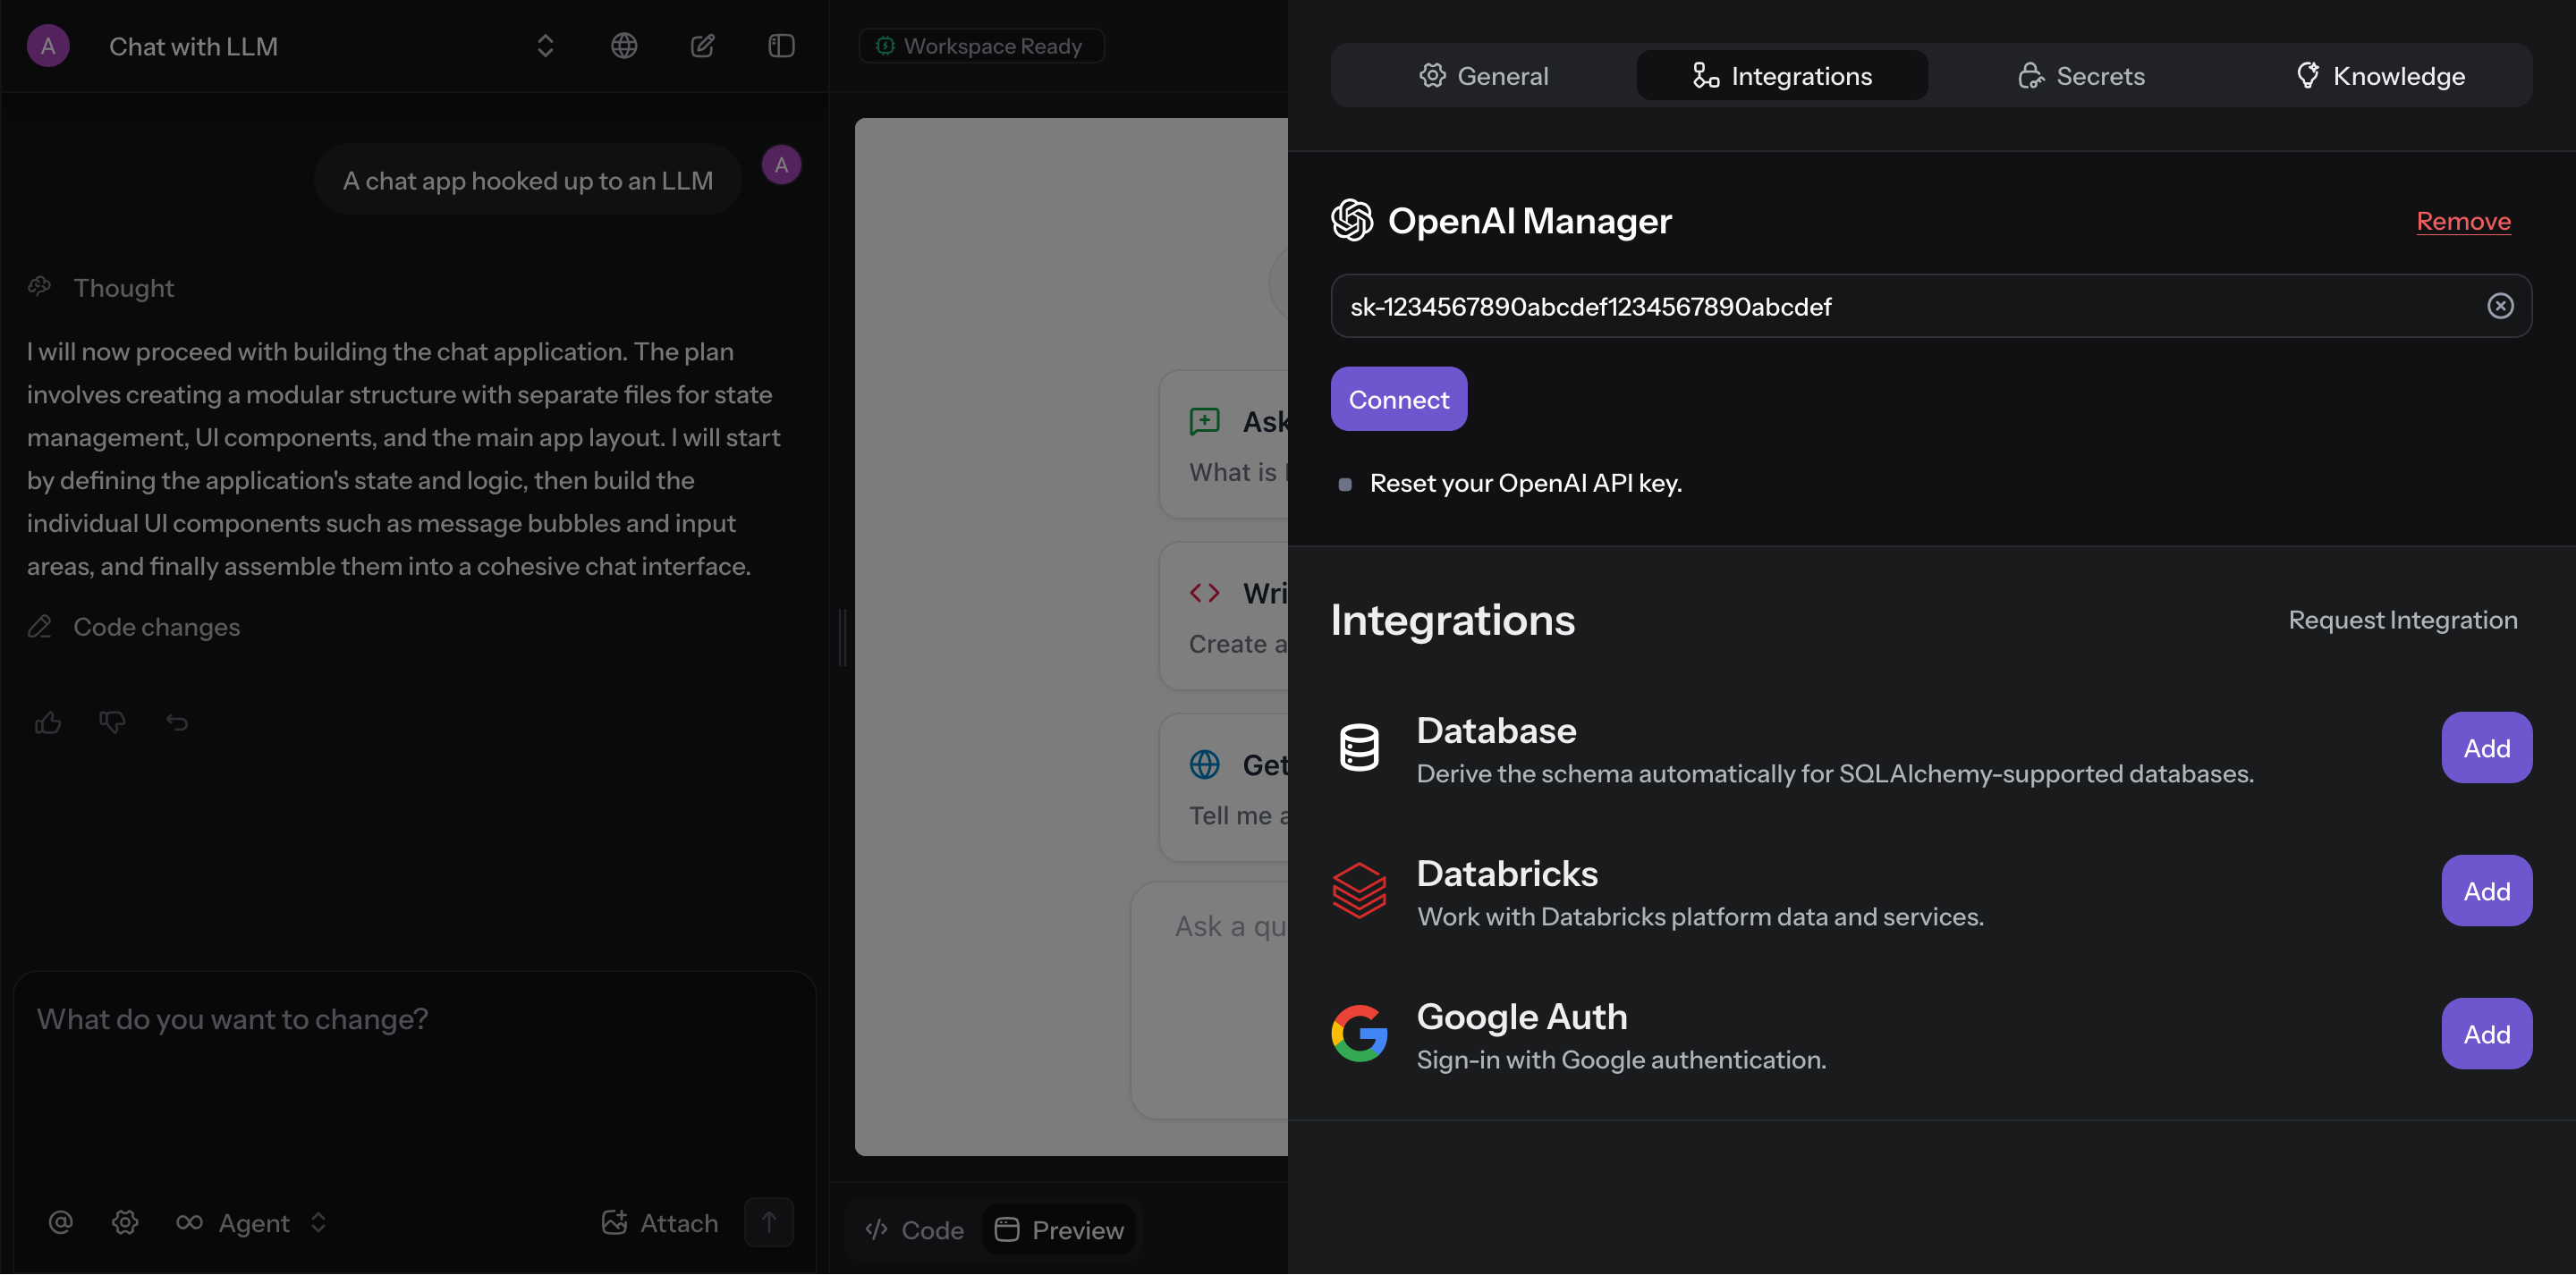 A
Chat with LLM
A chat app hooked up to an LLM
A
Thought
I will now proceed with building the chat application. The plan
involves creating a modular structure with separate files for state
management, UI components, and the main app layout. I will start
by defining the application's state and logic, then build the
individual UI components such as message bubbles and input
areas, and finally assemble them into a cohesive chat interface.
Code changes
What do you want to change?
Agent
Attach
Workspace Ready
Ask
What is
Wri
Create a
Get
Tell me a
Ask a qu
Code
Preview
General
Integrations
Secrets
Knowledge
OpenAI Manager
Remove
sk-1234567890abcdef1234567890abcdef
Connect
Reset your OpenAI API key.
Integrations
Request Integration
Database
Derive the schema automatically for SQLAlchemy-supported databases.
Add
Databricks
Work with Databricks platform data and services.
Add
Google Auth
Sign-in with Google authentication.
Add